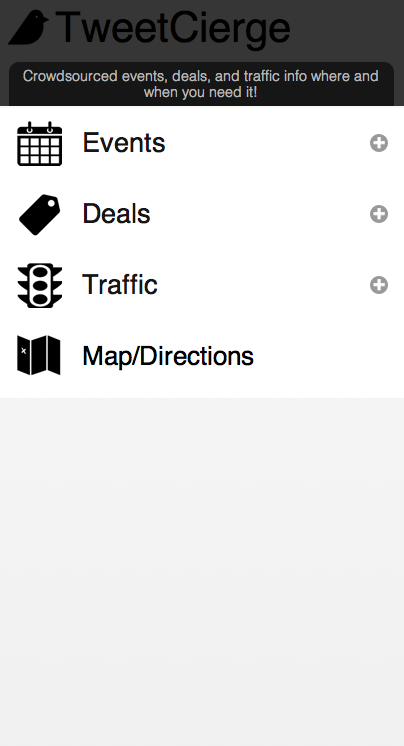 TweetCierge
Crowdsourced events, deals, and traffic info where and
when you need it!
Events
Deals
Traffic
Map/Directions